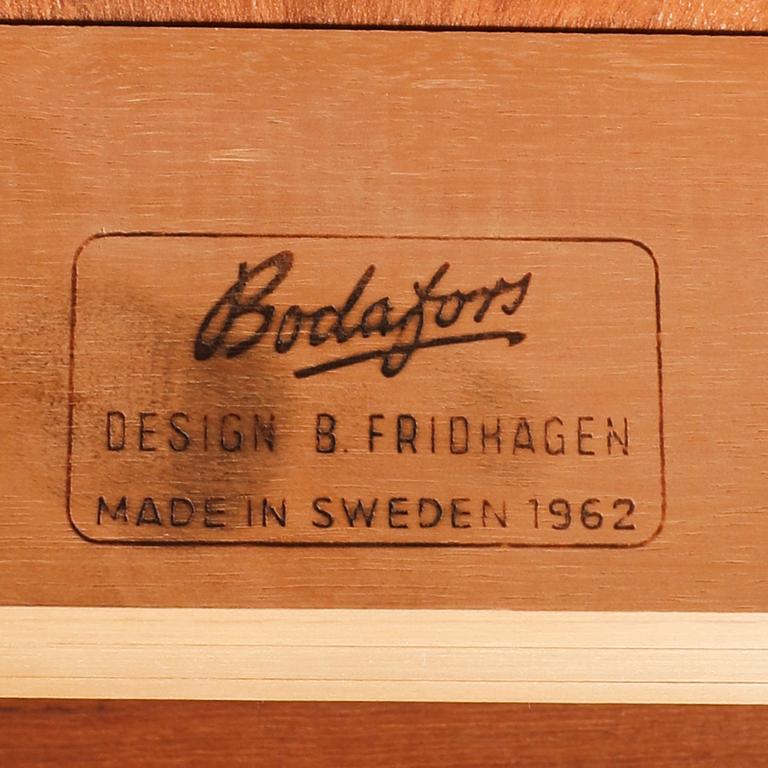 Bodafors
DESIGN B. FRIDHAGEN
MADE IN SWEDEN 1962